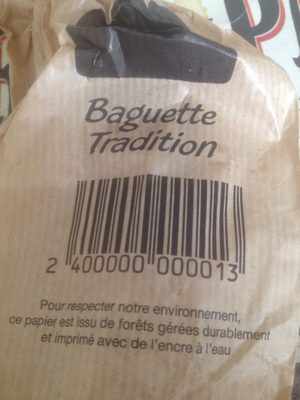 Baguette
Tradition
2 400000 000013
Pour respecter notre environnement,
ce papier est issu de forêts gérées durablement
et imprimé avec de l'encre à l'eau